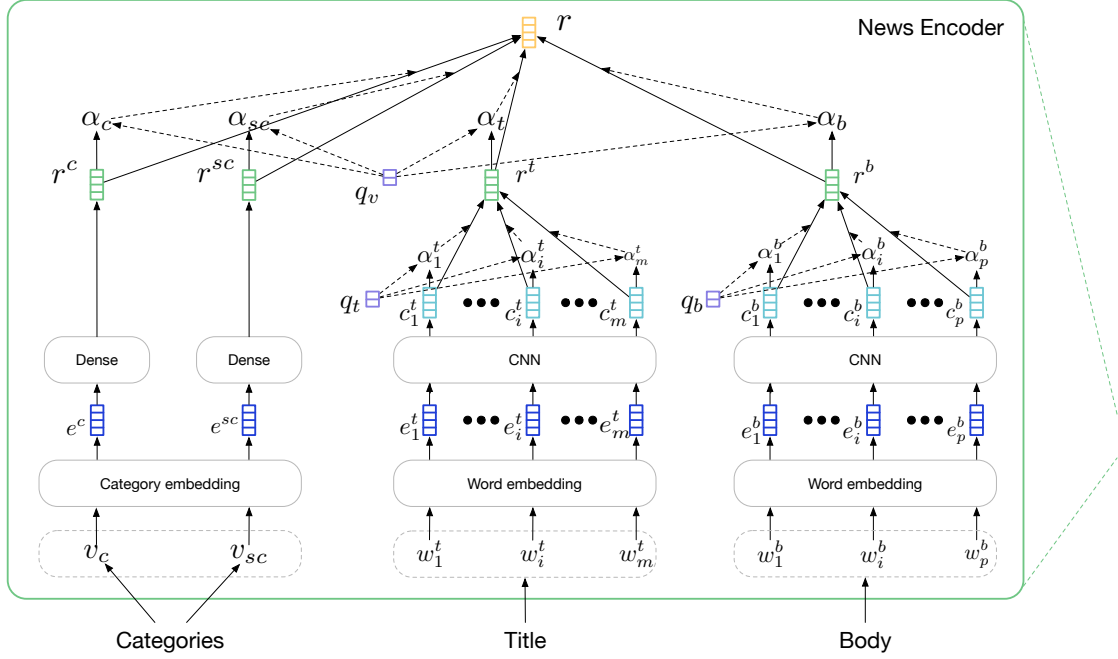 r
News Encoder
α_c α_sc α_t α_b
r^c r^sc q_v r^t r^b
α_1^t α_i^t α_m^t α_1^b α_i^b α_p^b
q_t c_1^t ••• c_i^t ••• c_m^t q_b c_1^b ••• c_i^b ••• c_p^b
Dense Dense CNN CNN
e^c e^sc e_1^t ••• e_i^t ••• e_m^t e_1^b ••• e_i^b ••• e_p^b
Category embedding Word embedding Word embedding
v_c v_sc w_1^t w_i^t w_m^t w_1^b w_i^b w_p^b
Categories Title Body